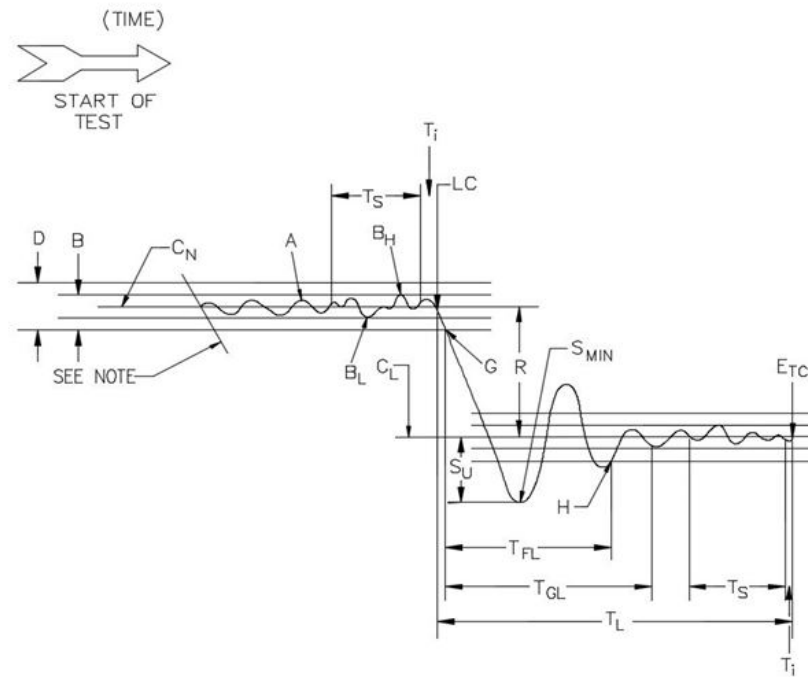 (TIME)
START OF
TEST
Ti
LC
TS
D
B
CN
A
BH
SEE NOTE
BL
CL
G
R
SMIN
ETC
SU
H
TFL
TGL
TS
TL
Ti